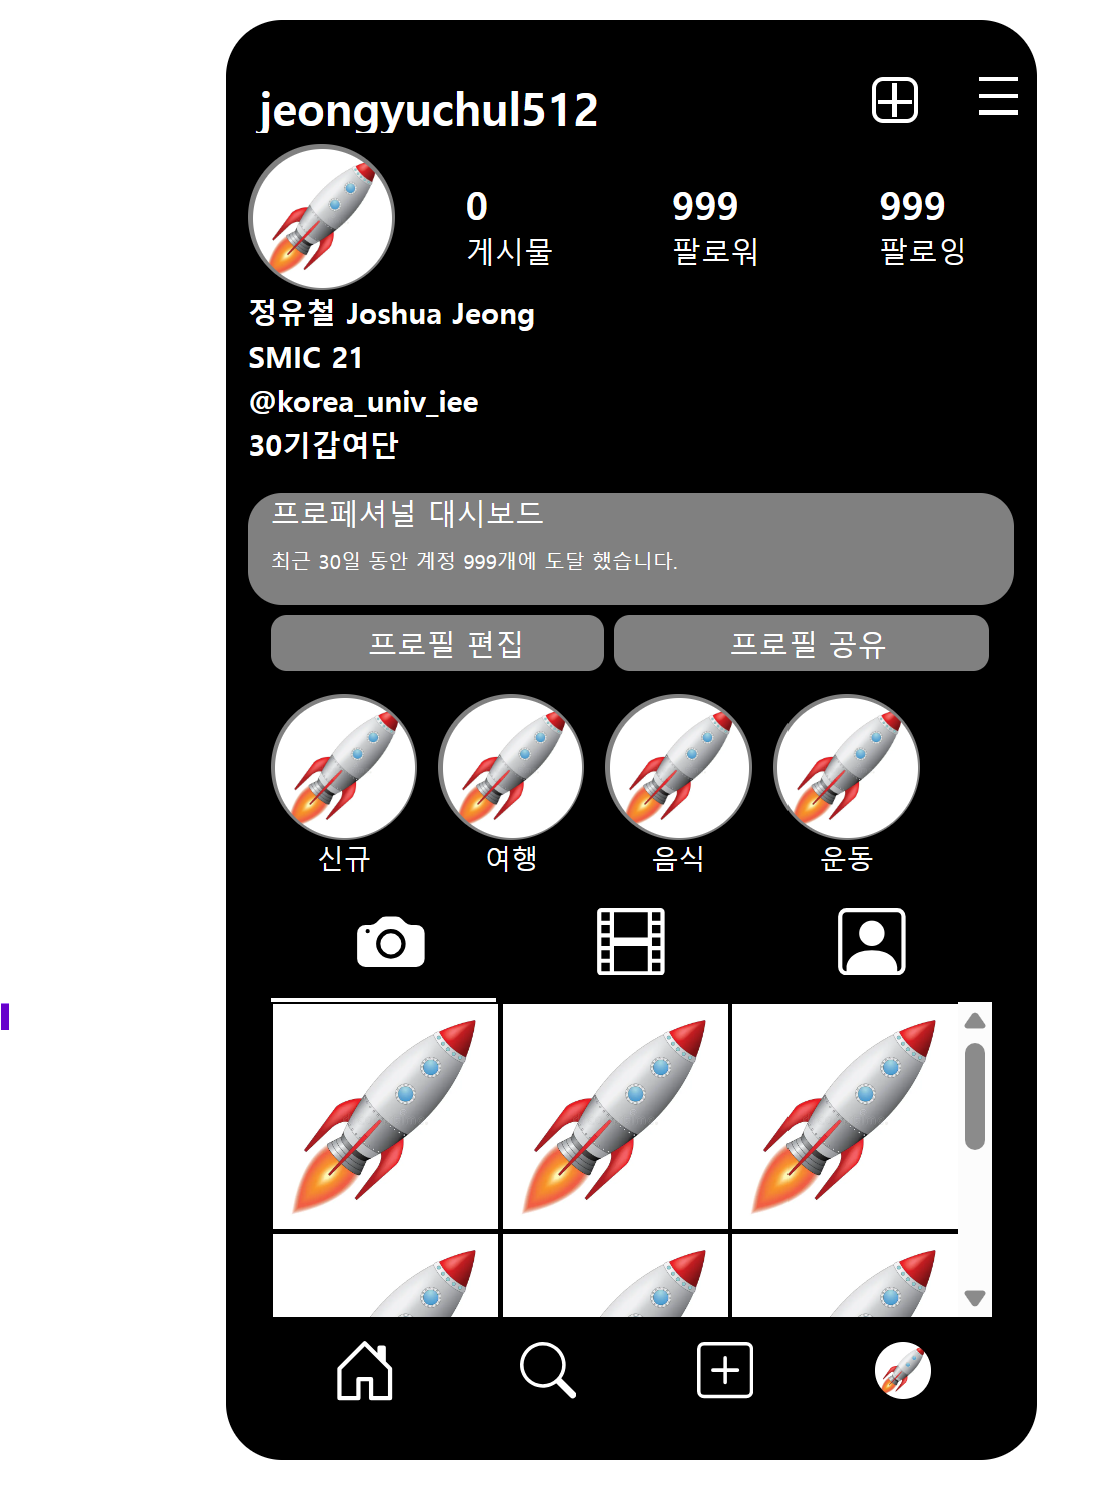 jeongyuchul512
0
게시물
999
팔로워
999
팔로잉
정유철 Joshua Jeong
SMIC 21
@korea_univ_iee
30기갑여단
프로페셔널 대시보드
최근 30일 동안 계정 999개에 도달 했습니다.
프로필 편집
프로필 공유
신규
여행
음식
운동